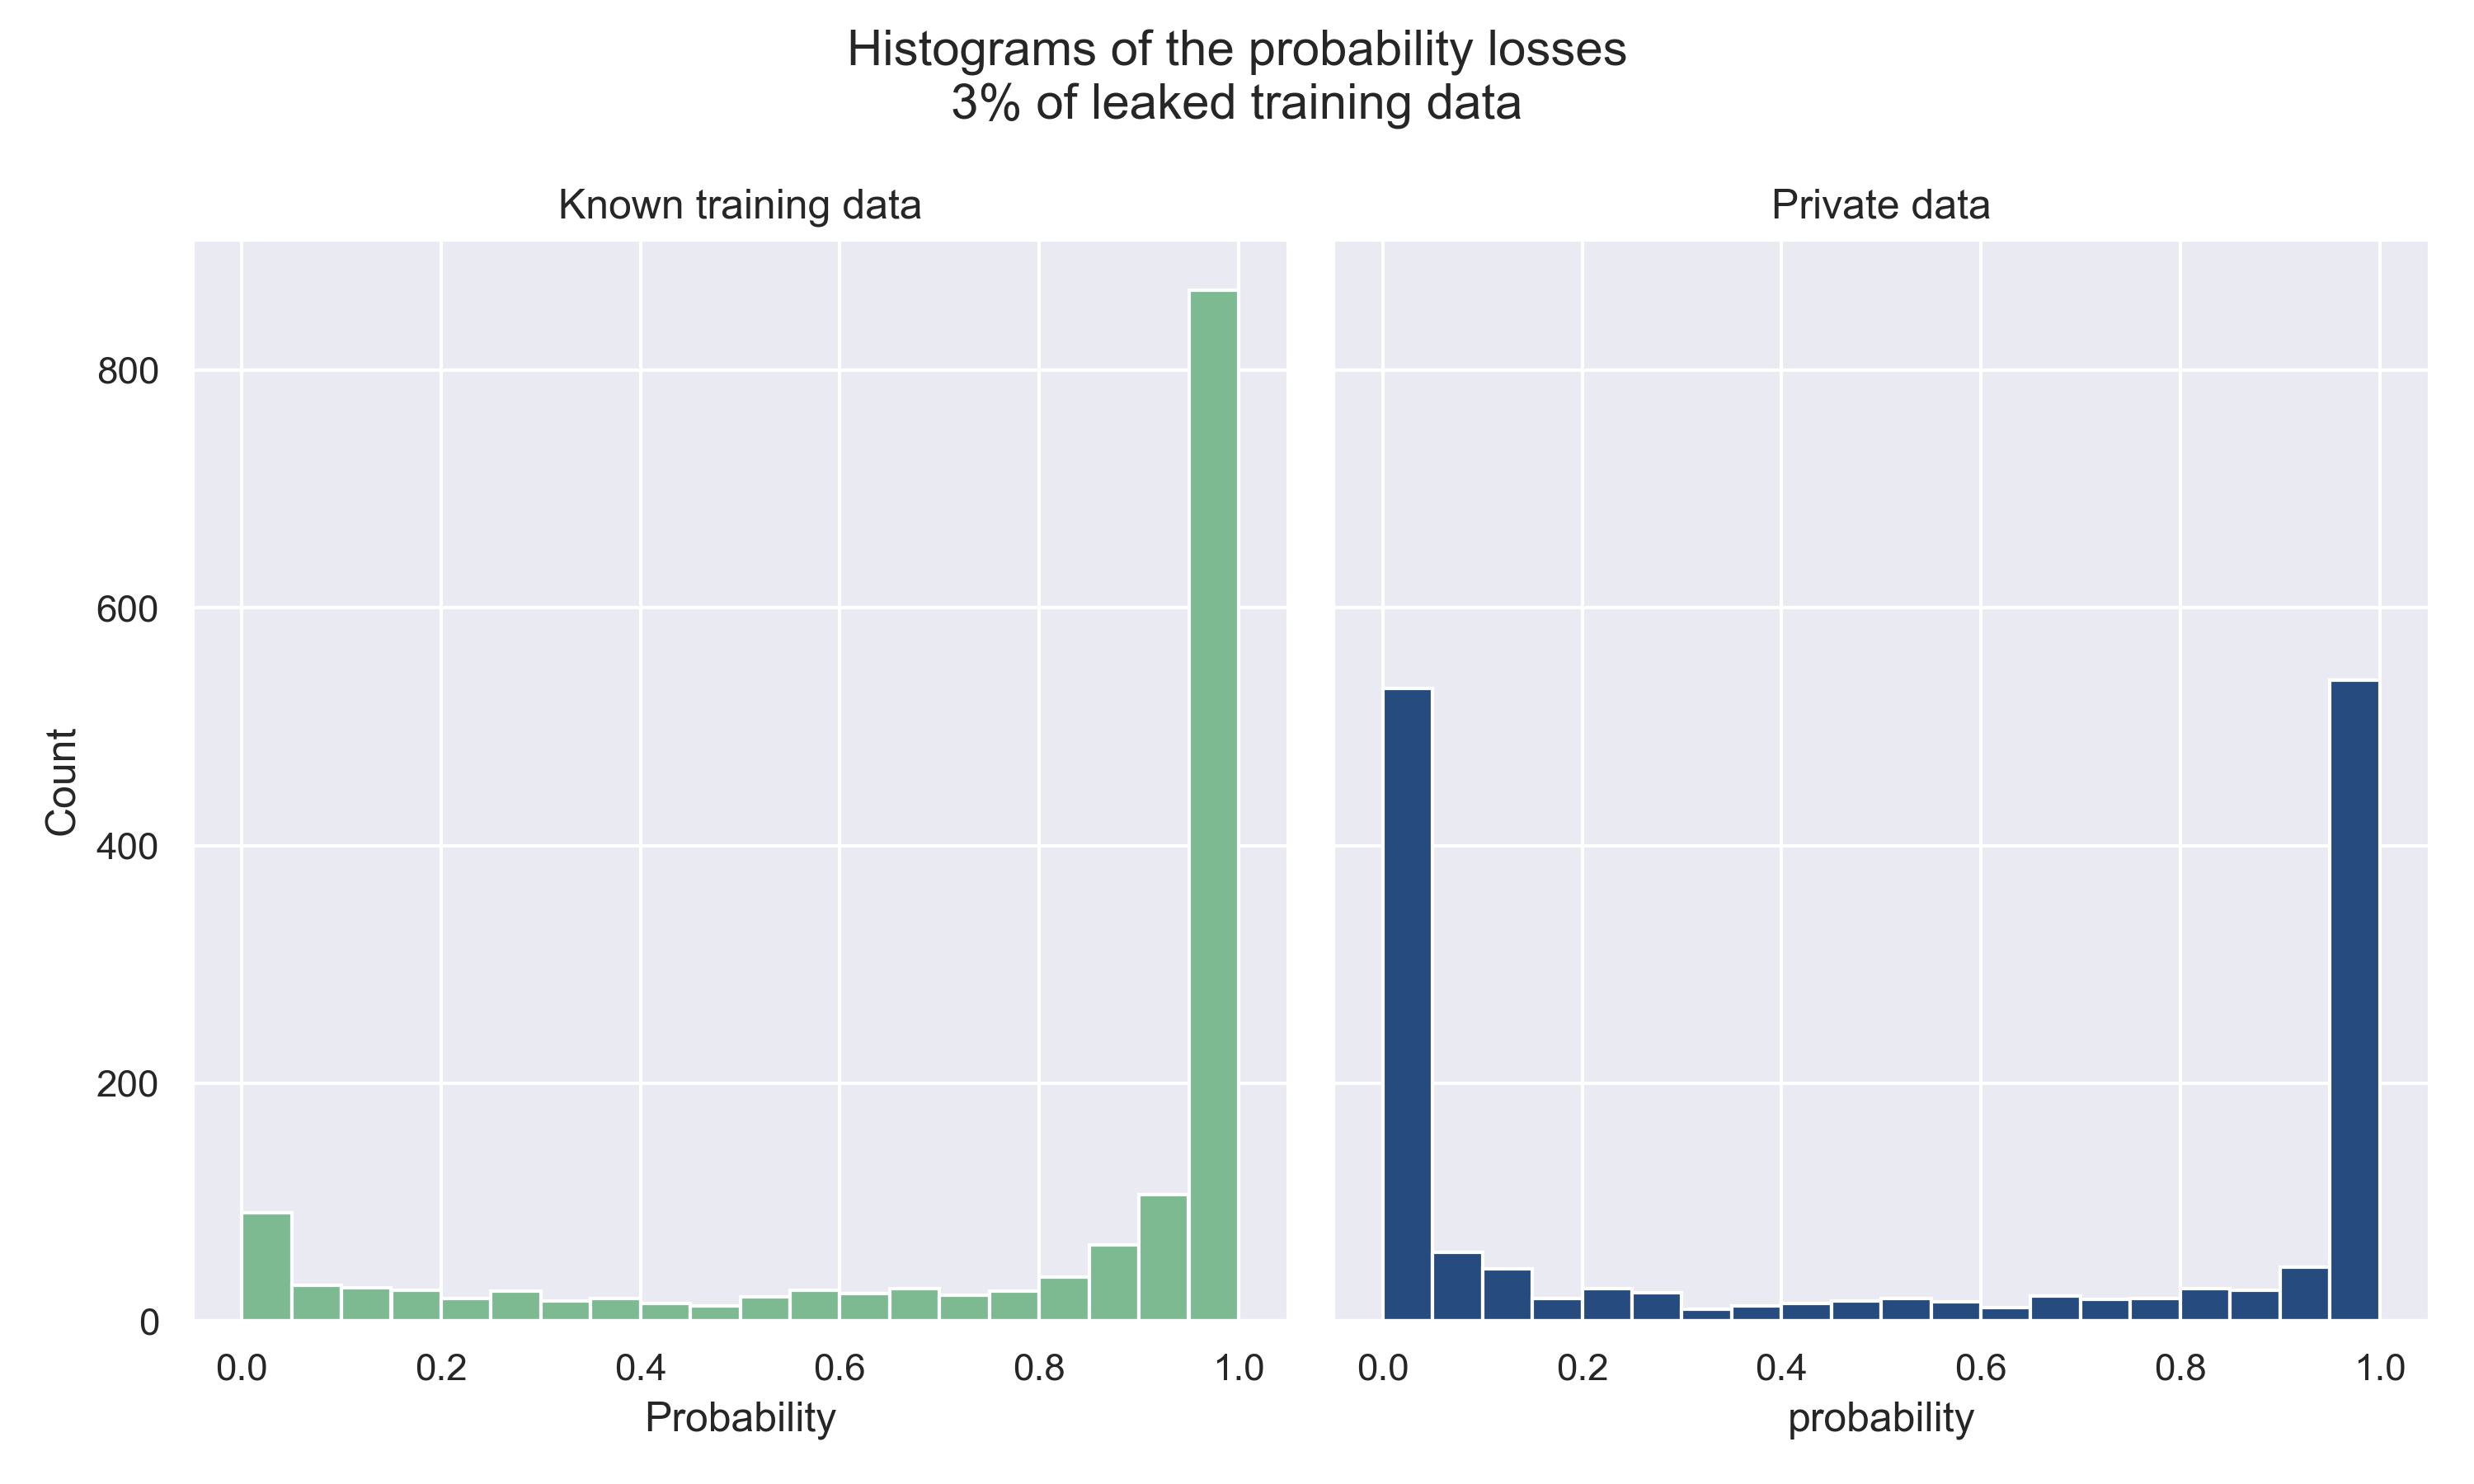 Histograms of the probability losses
3% of leaked training data
Known training data
Private data
Count
800
600
400
200
0
0.0 0.2 0.4 0.6 0.8 1.0
Probability
0.0 0.2 0.4 0.6 0.8 1.0
probability